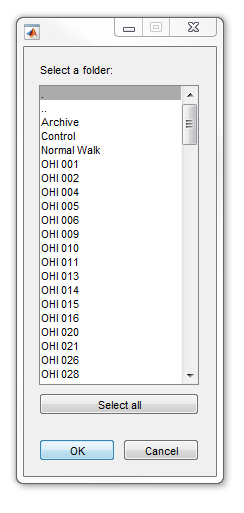 Select a folder:
.
..
Archive
Control
Normal Walk
OHI 001
OHI 002
OHI 004
OHI 005
OHI 006
OHI 009
OHI 010
OHI 011
OHI 013
OHI 014
OHI 015
OHI 016
OHI 020
OHI 021
OHI 026
OHI 028
Select all
OK Cancel